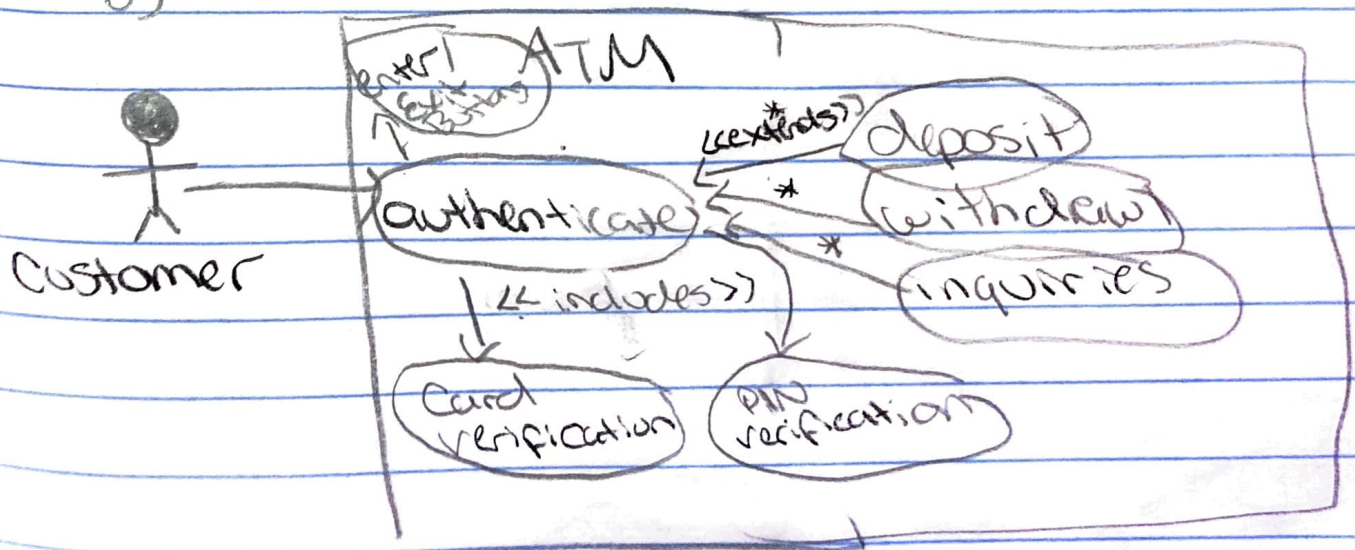 ATM
enter/
exit
<<extends>>
*
deposit
*
withdraw
authenticate
*
inquiries
Customer
<<includes>>
Card
verification
PIN
verification